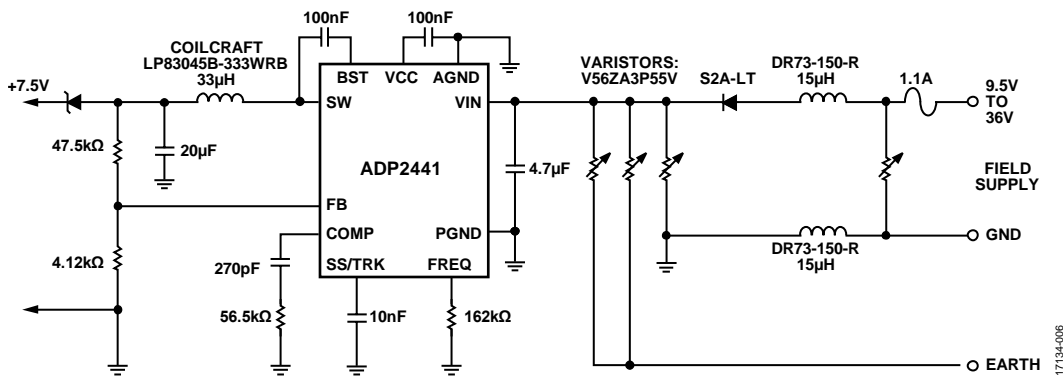 100nF
100nF
COILCRAFT
LP83045B-333WRB
33µH
+7.5V
BST
VCC
AGND
SW
VIN
VARISTORS:
V56ZA3P55V
S2A-LT
DR73-150-R
15µH
1.1A
9.5V
TO
36V
47.5kΩ
20µF
ADP2441
4.7µF
FIELD
SUPPLY
FB
COMP
PGND
GND
DR73-150-R
15µH
4.12kΩ
270pF
SS/TRK
FREQ
56.5kΩ
10nF
162kΩ
EARTH
17134-006